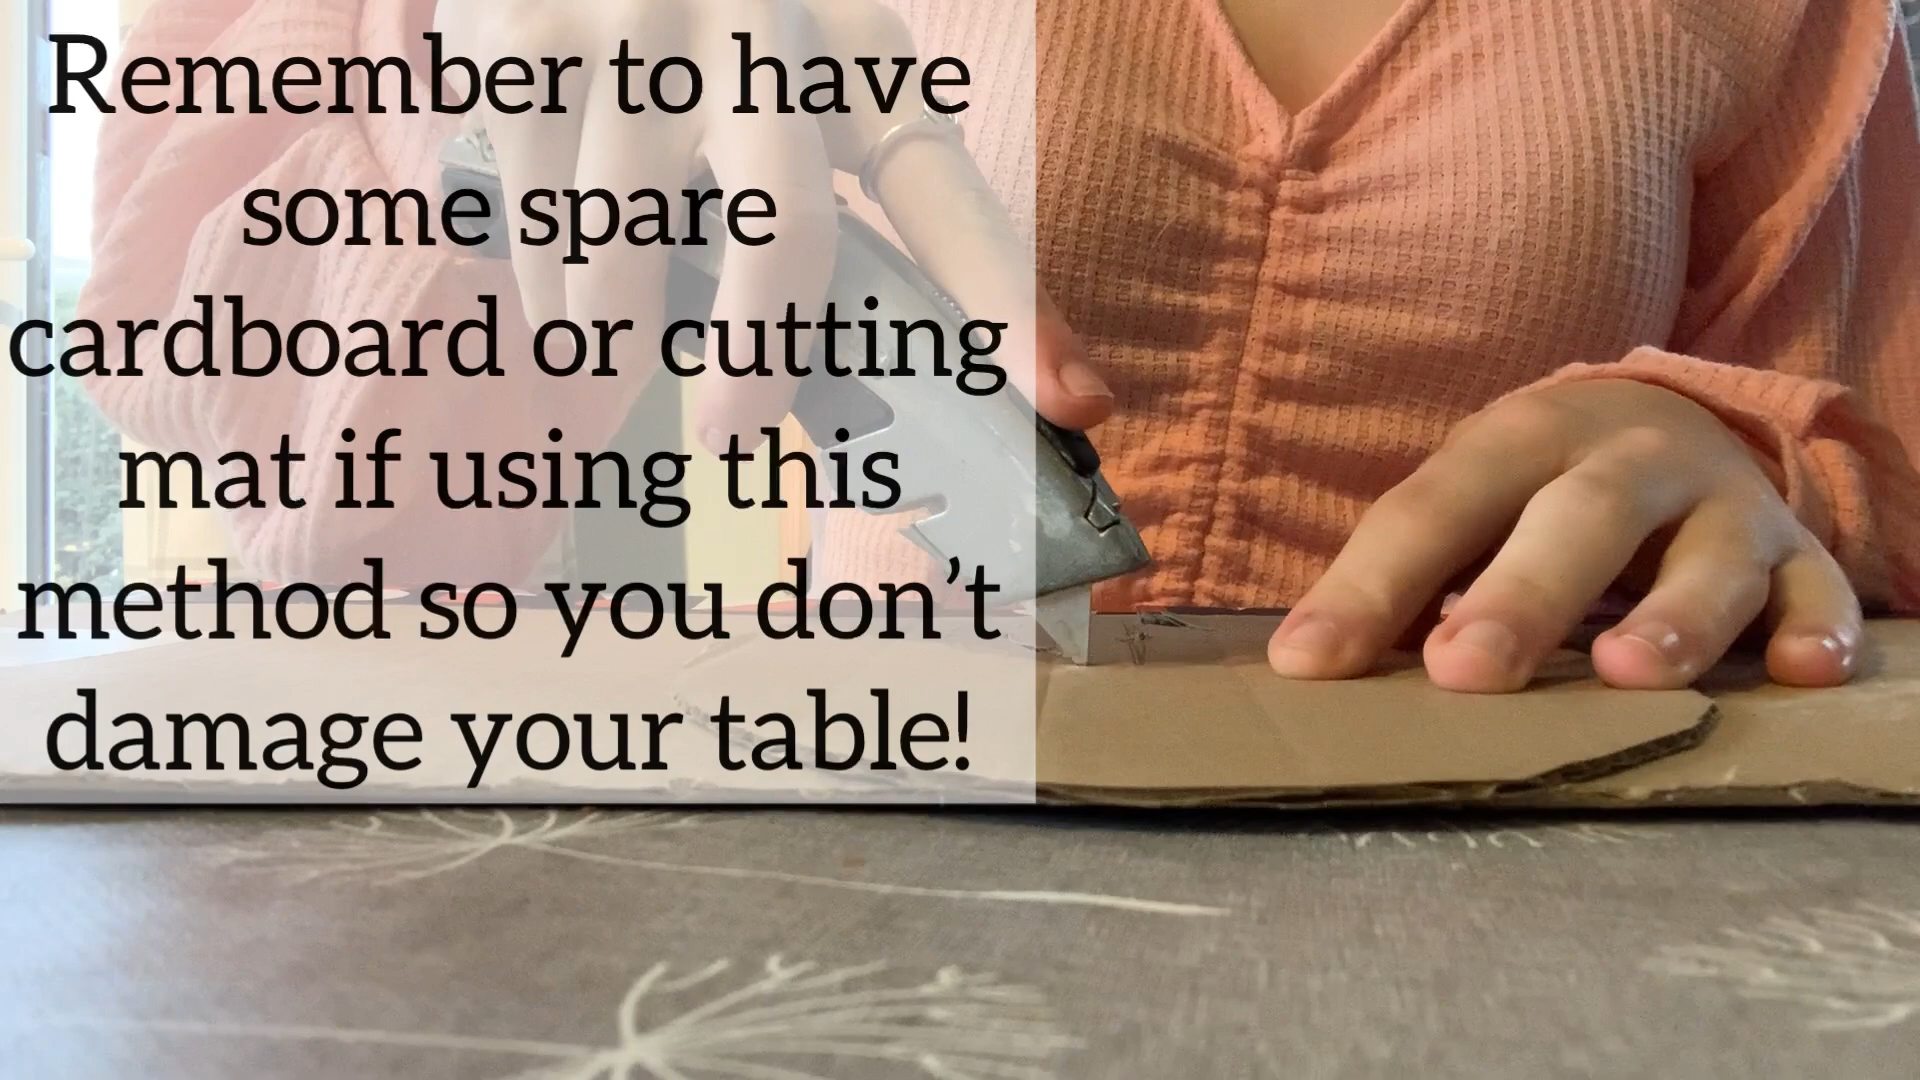 Remember to have
some spare
cardboard or cutting
mat if using this
method so you don’t
damage your table!